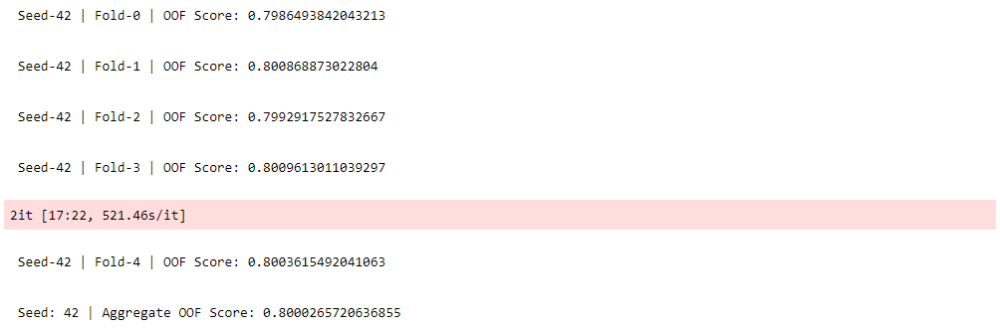 Seed-42 | Fold-0 | OOF Score: 0.7986493842043213
Seed-42 | Fold-1 | OOF Score: 0.800868873022804
Seed-42 | Fold-2 | OOF Score: 0.7992917527832667
Seed-42 | Fold-3 | OOF Score: 0.8009613011039297
2it [17:22, 521.46s/it]
Seed-42 | Fold-4 | OOF Score: 0.8003615492041063
Seed: 42 | Aggregate OOF Score: 0.8000265720636855